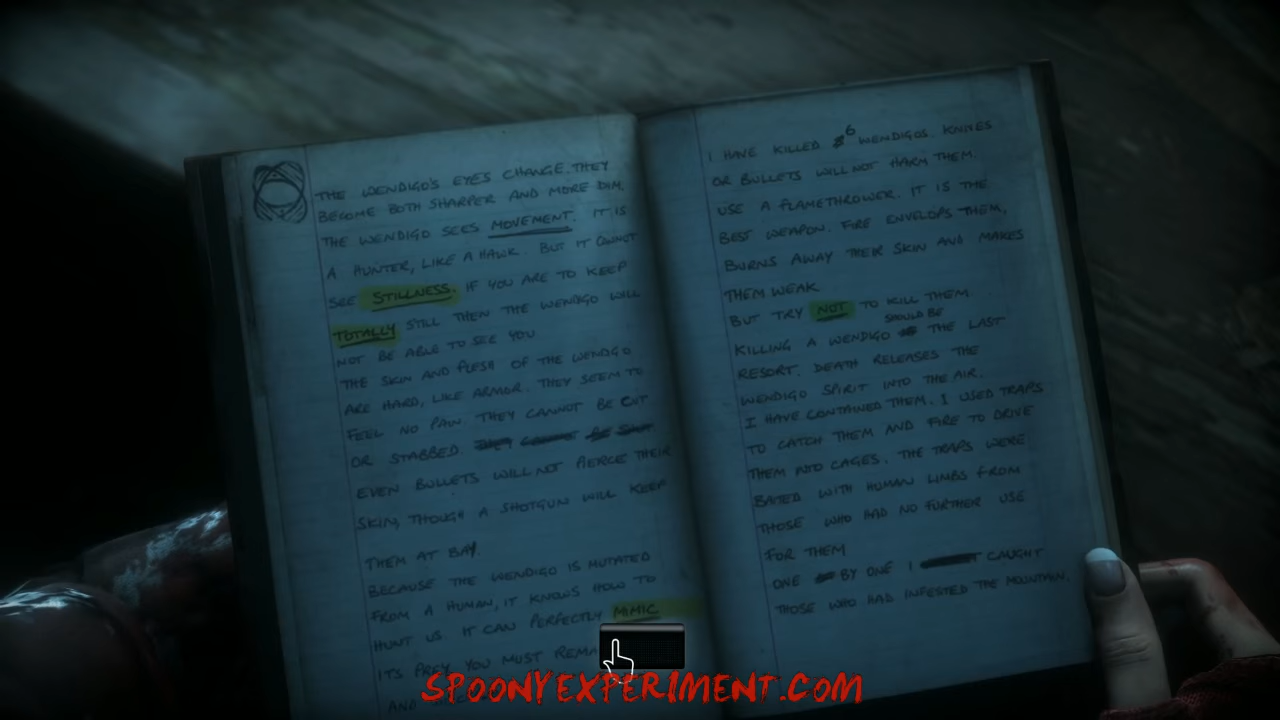 THE WENDIGO'S EYES CHANGE. THEY
BECOME BOTH SHARPER AND MORE DIM.
THE WENDIGO SEES MOVEMENT. IT IS
A HUNTER, LIKE A HAWK. BUT IT CANNOT
SEE STILLNESS. IF YOU ARE TO KEEP
TOTALLY STILL THEN THE WENDIGO WILL
NOT BE ABLE TO SEE YOU
THE SKIN AND FLESH OF THE WENDIGO
ARE HARD, LIKE ARMOR. THEY SEEM TO
FEEL NO PAIN. THEY CANNOT BE CUT
OR STABBED.
EVEN BULLETS WILL NOT PIERCE THEIR
SKIN, THOUGH A SHOTGUN WILL KEEP
THEM AT BAY.
BECAUSE THE WENDIGO IS MUTATED
FROM A HUMAN, IT KNOWS HOW TO
HUNT US. IT CAN PERFECTLY MIMIC
ITS PREY. YOU MUST
AND
I HAVE KILLED 6 WENDIGOS. KNIVES
OR BULLETS WILL NOT HARM THEM.
USE A FLAMETHROWER. IT IS THE
BEST WEAPON. FIRE ENVELOPS THEM,
BURNS AWAY THEIR SKIN AND MAKES
THEM WEAK
BUT TRY NOT TO KILL THEM.
KILLING A WENDIGO SHOULD BE THE LAST
RESORT. DEATH RELEASES THE
WENDIGO SPIRIT INTO THE AIR.
I HAVE CONTAINED THEM. I USED TRAPS
TO CATCH THEM AND FIRE TO DRIVE
THEM INTO CAGES. THE TRAPS WERE
BAITED WITH HUMAN LIMBS FROM
THOSE WHO HAD NO FURTHER USE
FOR THEM
ONE BY ONE I CAUGHT
THOSE WHO HAD INFESTED THE MOUNTAIN.
SPOONYEXPERIMENT.COM